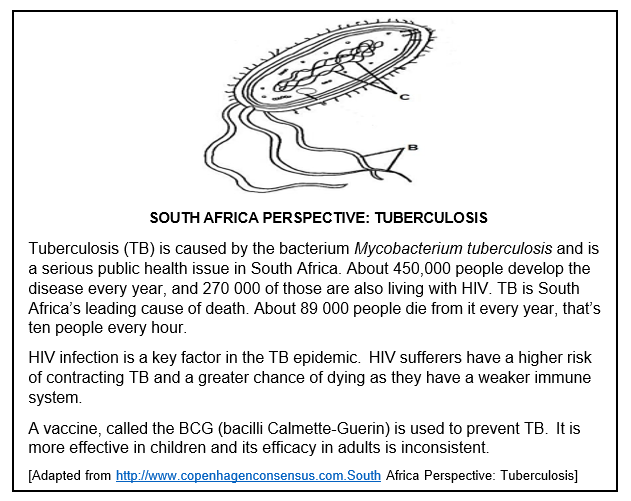 C
B
SOUTH AFRICA PERSPECTIVE: TUBERCULOSIS
Tuberculosis (TB) is caused by the bacterium Mycobacterium tuberculosis and is
a serious public health issue in South Africa. About 450,000 people develop the
disease every year, and 270 000 of those are also living with HIV. TB is South
Africa's leading cause of death. About 89 000 people die from it every year, that's
ten people every hour.
HIV infection is a key factor in the TB epidemic. HIV sufferers have a higher risk
of contracting TB and a greater chance of dying as they have a weaker immune
system.
A vaccine, called the BCG (bacilli Calmette-Guerin) is used to prevent TB. It is
more effective in children and its efficacy in adults is inconsistent.
[Adapted from http://www.copenhagenconsensus.com.South Africa Perspective: Tuberculosis]